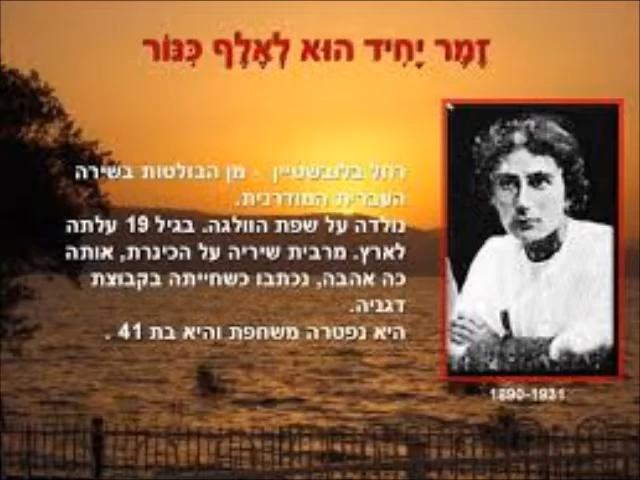 זֶמֶר יָחִיד הוּא לְאֶלֶף כִּנּוֹר
רחל בלובשטיין - מן הבולטות בשירה
העברית המודרנית.
נולדה על שפת הוולגה. בגיל 19 עלתה
לארץ. מרבית שיריה על הכינרת, אותה
כה אהבה, נכתבו כשחייתה בקבוצת
דגניה.
היא נפטרה משחפת והיא בת 41 .
1890-1931